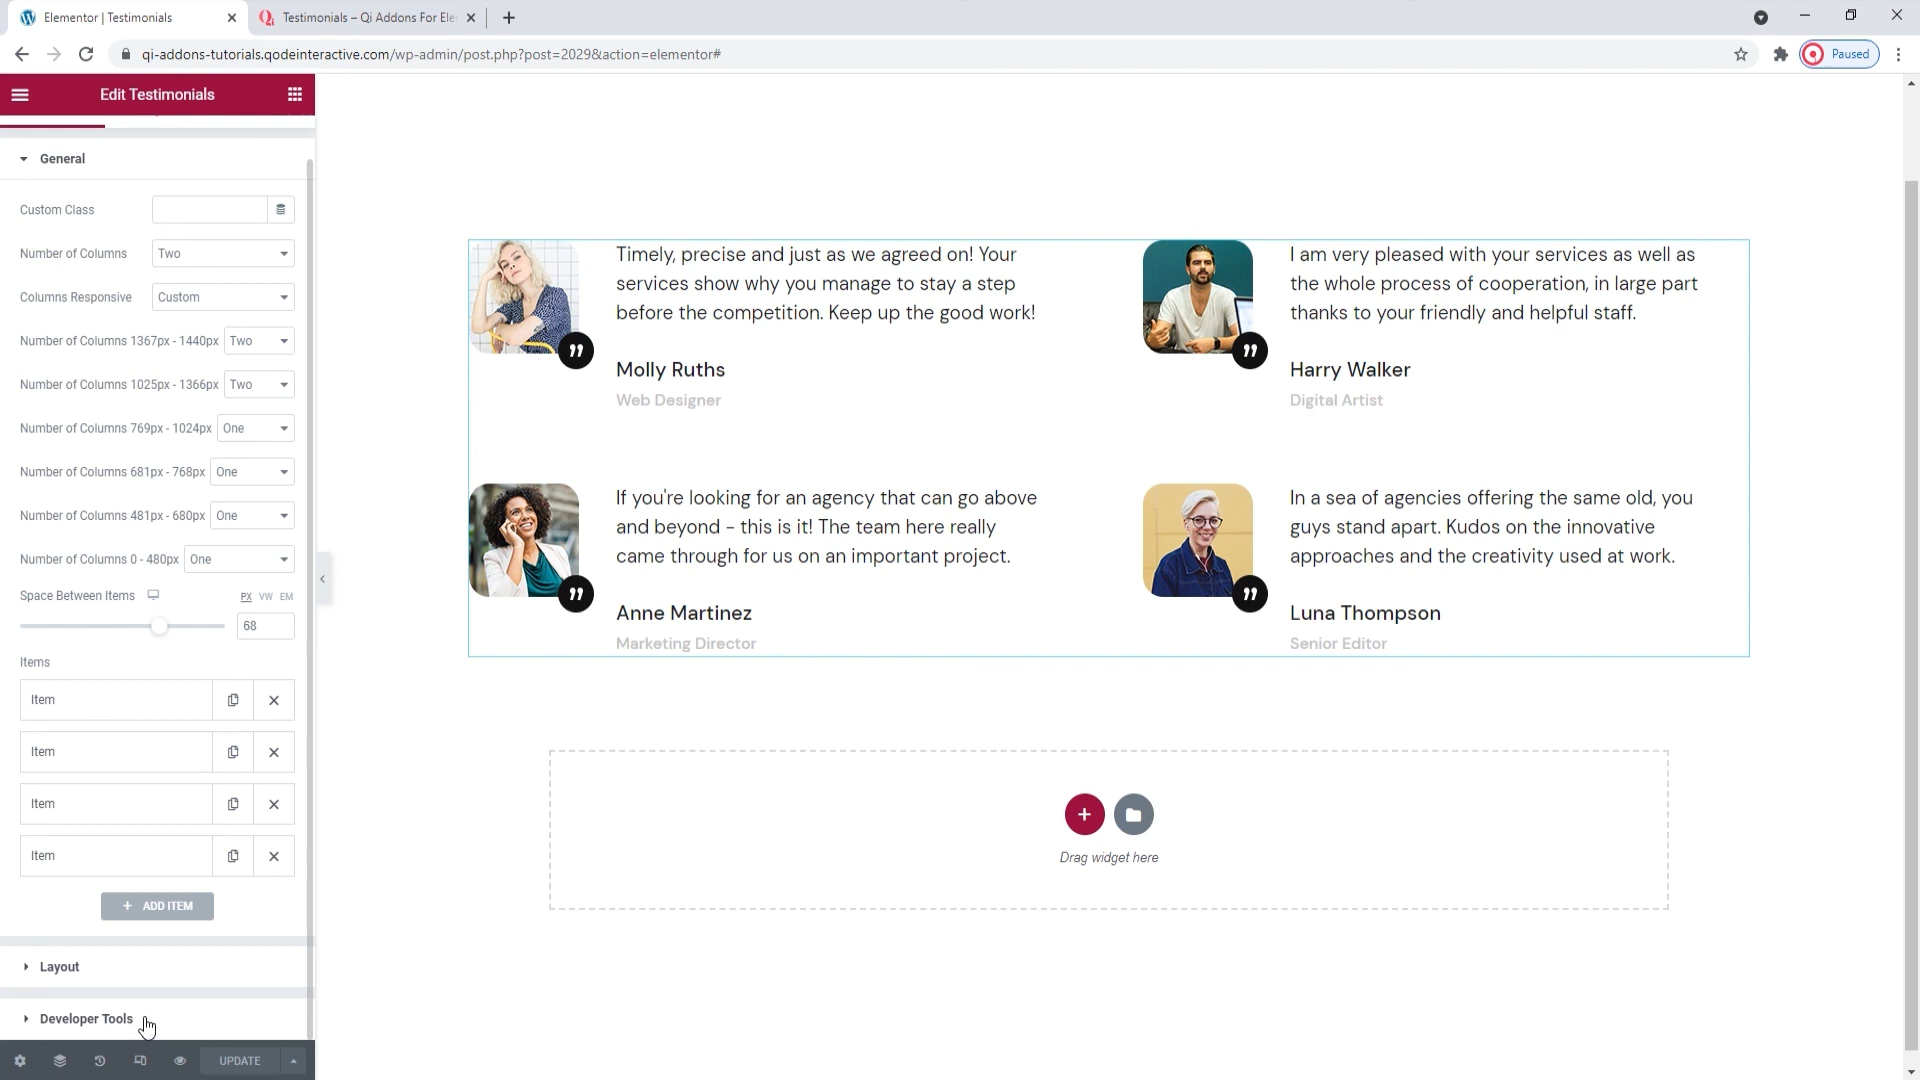 Elementor | Testimonials
Testimonials – Qi Addons For Ele
qi-addons-tutorials.qodeinteractive.com/wp-admin/post.php?post=2029&action=elementor#
Paused
Edit Testimonials
General
Custom Class
Number of Columns Two
Columns Responsive Custom
Number of Columns 1367px - 1440px Two
Number of Columns 1025px - 1366px Two
Number of Columns 769px - 1024px One
Number of Columns 681px - 768px One
Number of Columns 481px - 680px One
Number of Columns 0 - 480px One
Space Between Items PX VW EM
68
Items
Item
Item
Item
Item
+ ADD ITEM
Layout
Developer Tools
UPDATE
Timely, precise and just as we agreed on! Your
services show why you manage to stay a step
before the competition. Keep up the good work!
Molly Ruths
Web Designer
I am very pleased with your services as well as
the whole process of cooperation, in large part
thanks to your friendly and helpful staff.
Harry Walker
Digital Artist
If you're looking for an agency that can go above
and beyond - this is it! The team here really
came through for us on an important project.
Anne Martinez
Marketing Director
In a sea of agencies offering the same old, you
guys stand apart. Kudos on the innovative
approaches and the creativity used at work.
Luna Thompson
Senior Editor
Drag widget here